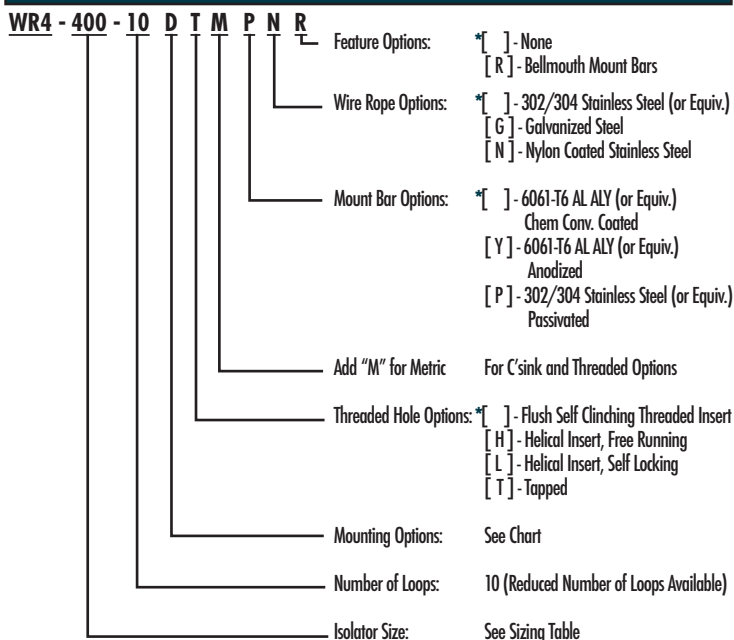 WR4 - 400 - 10 D T M P N R
Feature Options: *[ ] - None
[ R ] - Bellmouth Mount Bars
Wire Rope Options: *[ ] - 302/304 Stainless Steel (or Equiv.)
[ G ] - Galvanized Steel
[ N ] - Nylon Coated Stainless Steel
Mount Bar Options: *[ ] - 6061-T6 AL ALY (or Equiv.)
Chem Conv. Coated
[ Y ] - 6061-T6 AL ALY (or Equiv.)
Anodized
[ P ] - 302/304 Stainless Steel (or Equiv.)
Passivated
Add “M” for Metric For C'sink and Threaded Options
Threaded Hole Options: *[ ] - Flush Self Clinching Threaded Insert
[ H ] - Helical Insert, Free Running
[ L ] - Helical Insert, Self Locking
[ T ] - Tapped
Mounting Options: See Chart
Number of Loops: 10 (Reduced Number of Loops Available)
Isolator Size: See Sizing Table